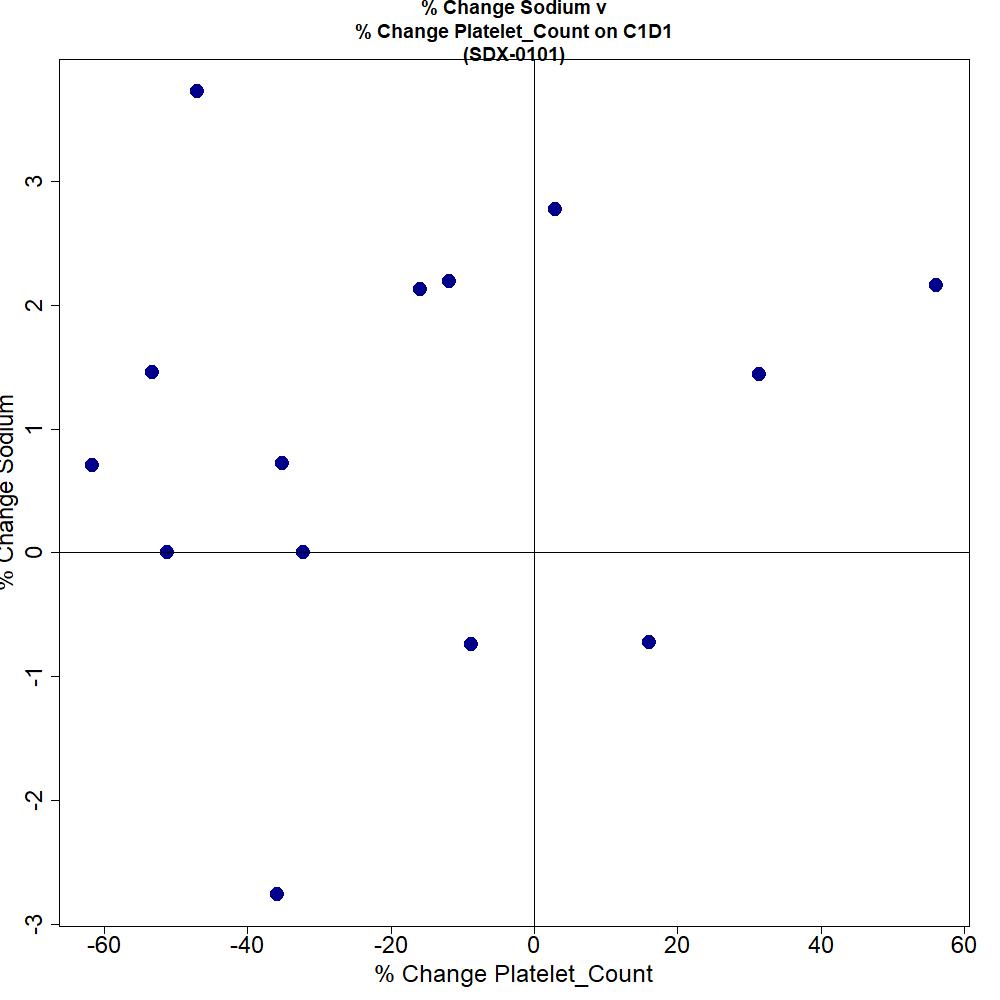 % Change Sodium v
% Change Platelet_Count on C1D1
(SDX-0101)
% Change Sodium
3
2
1
0
-1
-2
-3
-60
-40
-20
0
20
40
60
% Change Platelet_Count